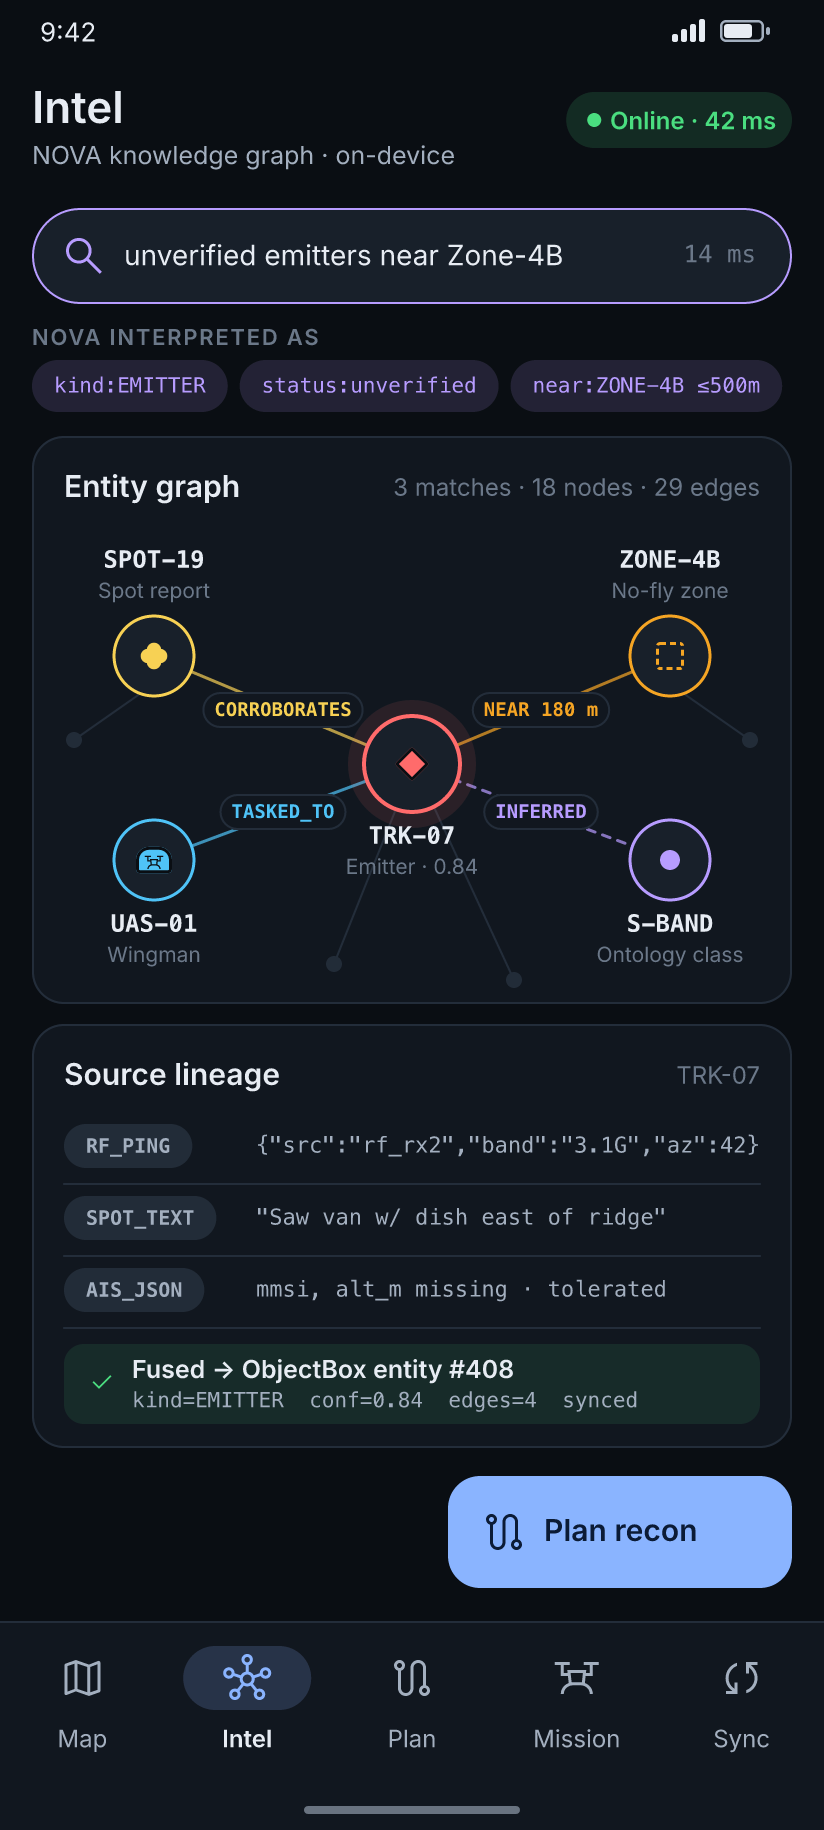 9:42
Intel
Online · 42 ms
NOVA knowledge graph · on-device
unverified emitters near Zone-4B
14 ms
NOVA INTERPRETED AS
kind:EMITTER
status:unverified
near:ZONE−4B ≤500m
Entity graph
3 matches · 18 nodes · 29 edges
SPOT−19
Spot report
ZONE−4B
No-fly zone
CORROBORATES
NEAR 180 m
TASKED_TO
INFERRED
TRK−07
Emitter · 0.84
UAS−01
Wingman
S−BAND
Ontology class
Source lineage
TRK-07
RF_PING
{"src":"rf_rx2","band":"3.1G","az":42}
SPOT_TEXT
"Saw van w/ dish east of ridge"
AIS_JSON
mmsi, alt_m missing · tolerated
Fused → ObjectBox entity #408
kind=EMITTER conf=0.84 edges=4 synced
Plan recon
Map
Intel
Plan
Mission
Sync